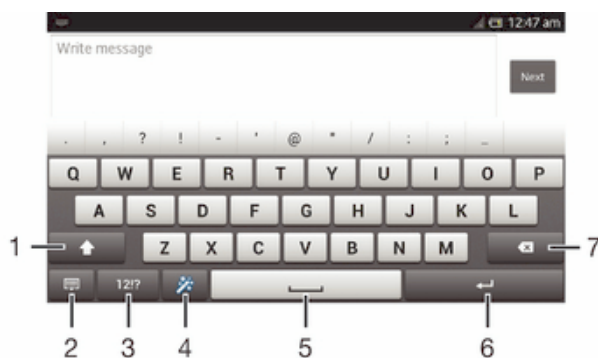 12:47 am
Write message
Next
. , ? ! - ' @ " / : ; _
Q W E R T Y U I O P
A S D F G H J K L
1 Z X C V B N M 7
12!?
2 3 4 5 6